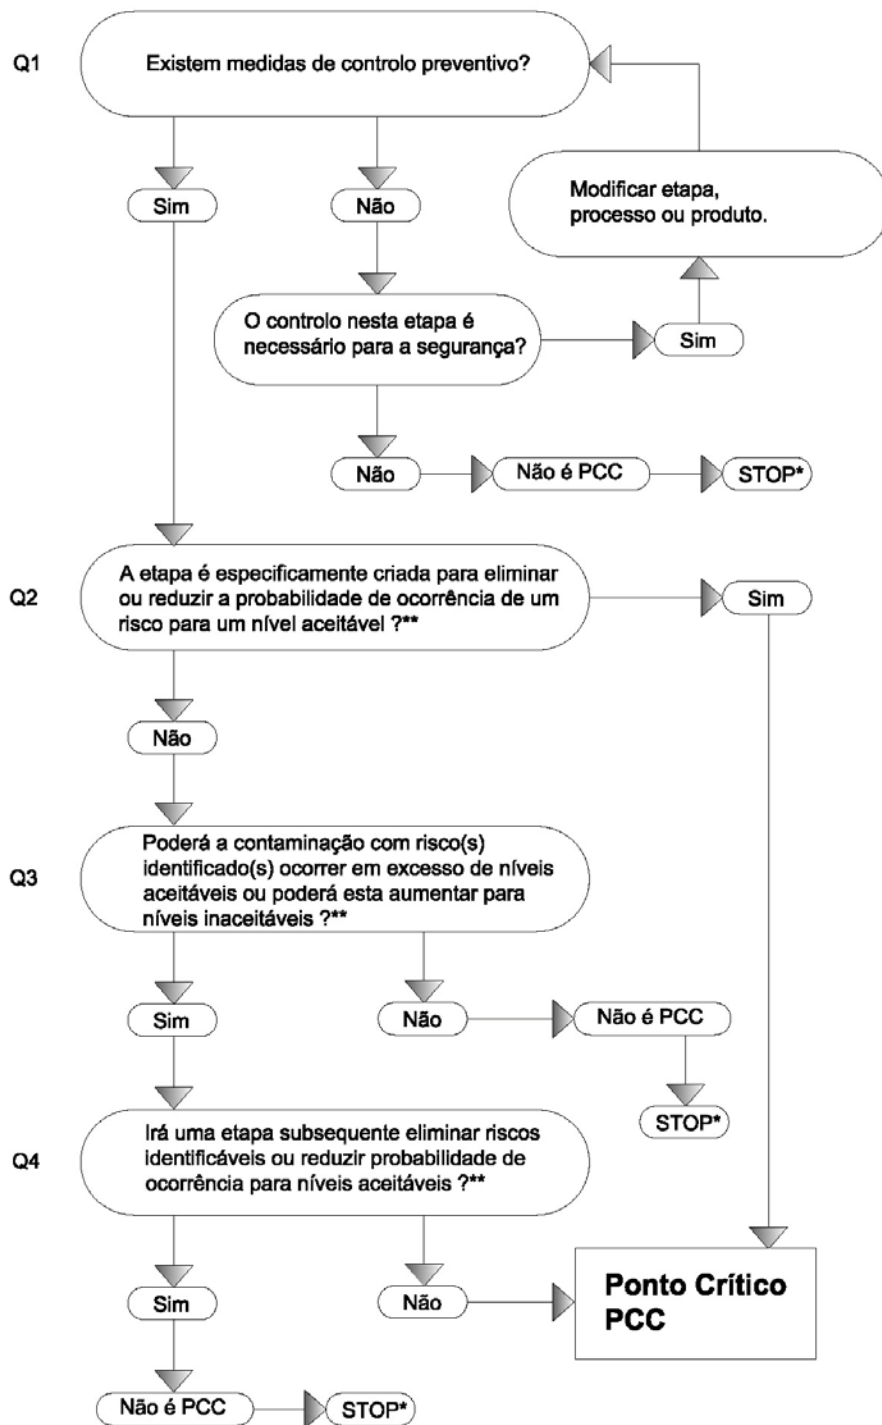 Q1
Existem medidas de controlo preventivo?
Modificar etapa,
processo ou produto.
Sim
Não
O controlo nesta etapa é
necessário para a segurança?
Sim
Não
Não é PCC
STOP*
Q2
A etapa é especificamente criada para eliminar
ou reduzir a probabilidade de ocorrência de um
risco para um nível aceitável ?**
Sim
Não
Q3
Poderá a contaminação com risco(s)
identificado(s) ocorrer em excesso de níveis
aceitáveis ou poderá esta aumentar para
níveis inaceitáveis ?**
Sim
Não
Não é PCC
STOP*
Q4
Irá uma etapa subsequente eliminar riscos
identificáveis ou reduzir probabilidade de
ocorrência para níveis aceitáveis ?**
Sim
Não
Ponto Crítico
PCC
Não é PCC
STOP*